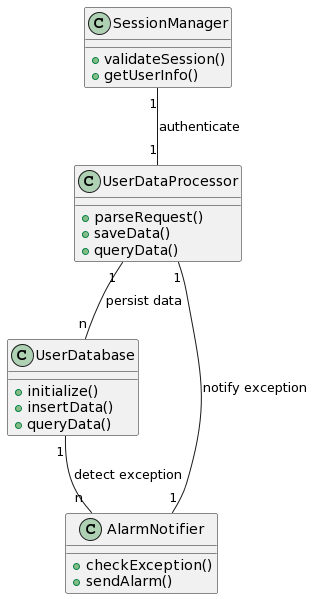 C SessionManager
validateSession()
getUserInfo()
1
authenticate
1
C UserDataProcessor
parseRequest()
saveData()
queryData()
1 1
persist data
n
C UserDatabase
initialize()
insertData()
queryData()
notify exception
1
detect exception
n 1
C AlarmNotifier
checkException()
sendAlarm()